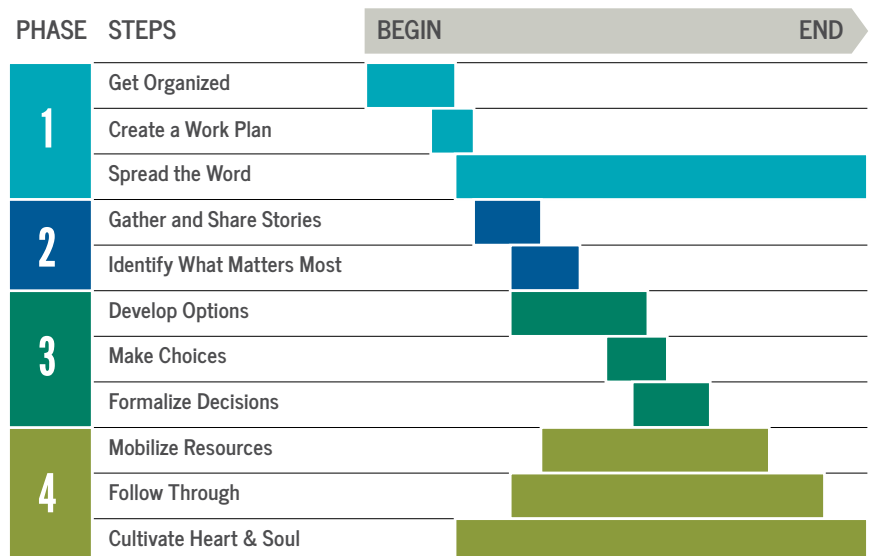 PHASE STEPS BEGIN END
1
Get Organized
Create a Work Plan
Spread the Word
2
Gather and Share Stories
Identify What Matters Most
3
Develop Options
Make Choices
Formalize Decisions
4
Mobilize Resources
Follow Through
Cultivate Heart & Soul